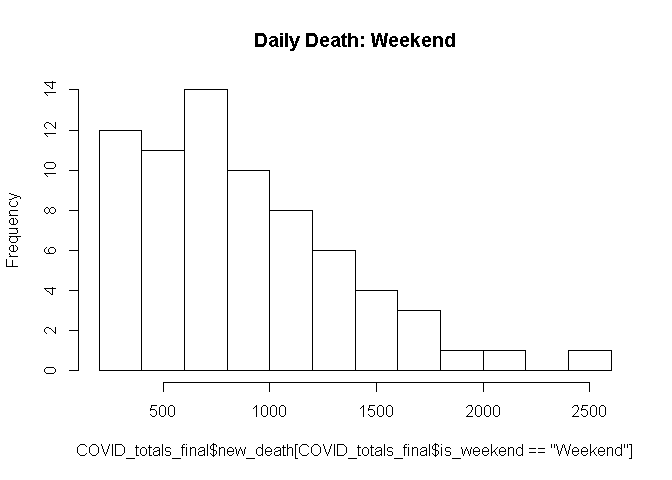 Daily Death: Weekend
Frequency
14
12
10
8
6
4
2
0
500 1000 1500 2000 2500
COVID_totals_final$new_death[COVID_totals_final$is_weekend == "Weekend"]